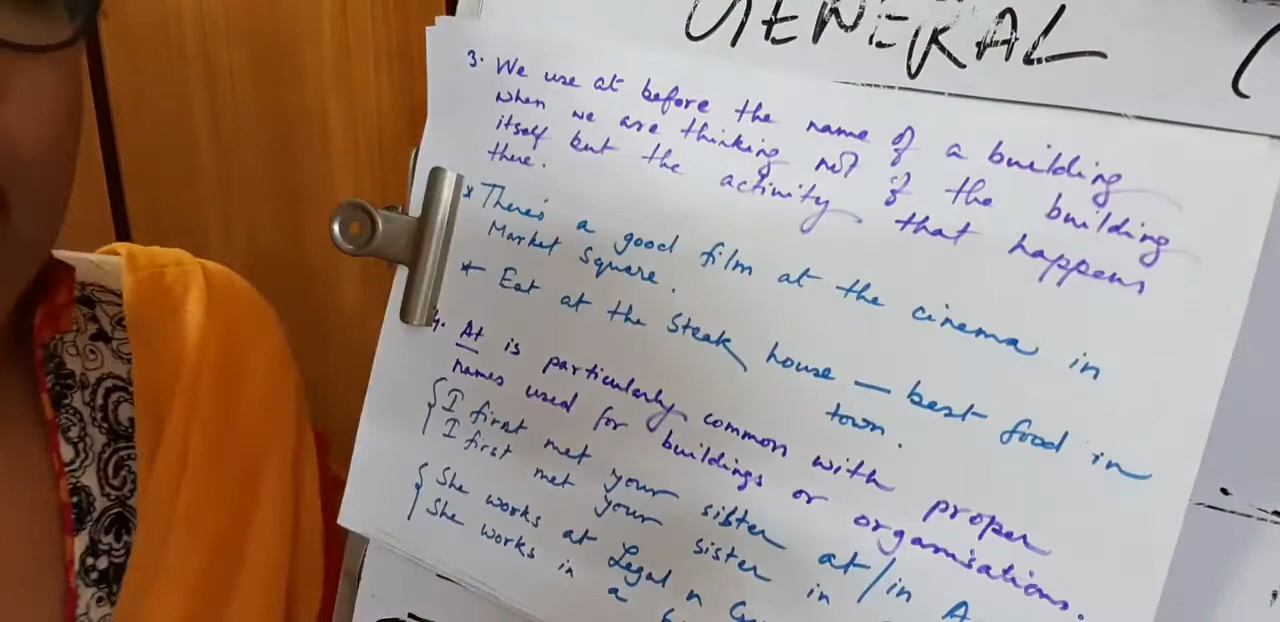 GENERAL (
3. We use at before the name of a building
when we are thinking not of the building
itself but the activity that happens
there.
* There's a good film at the cinema in
Market Square.
* Eat at the Steak house — best food in
town.
4. At is particularly common with proper
names used for buildings or organisations.
I first met your sister at/in A
I first met your sister in
She works at Legal n G
She works in a